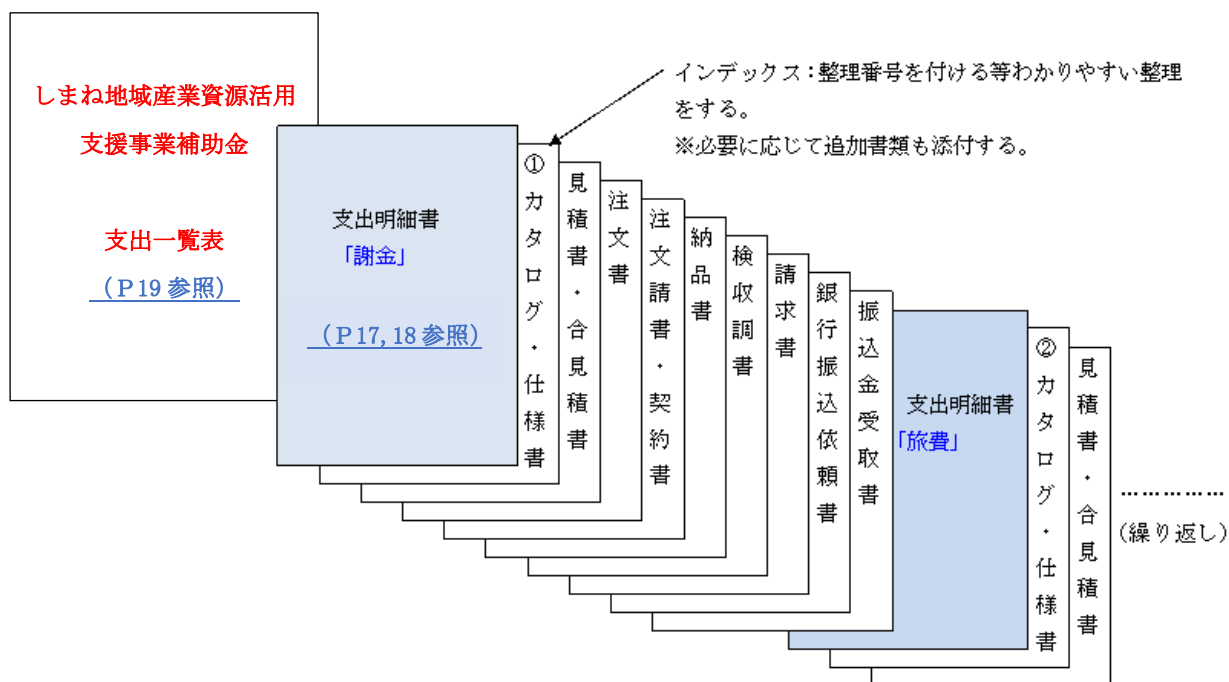 しまね地域産業資源活用
支援事業補助金
支出一覧表
(P19参照)
インデックス:整理番号を付ける等わかりやすい整理
をする。
※必要に応じて追加書類も添付する。
支出明細書
「謝金」
(P17,18参照)
①カタログ・仕様書
見積書・合見積書
注文書
注文請書・契約書
納品書
検収調書
請求書
銀行振込依頼書
振込金受取書
支出明細書
「旅費」
②カタログ・仕様書
見積書・合見積書
……………
(繰り返し)